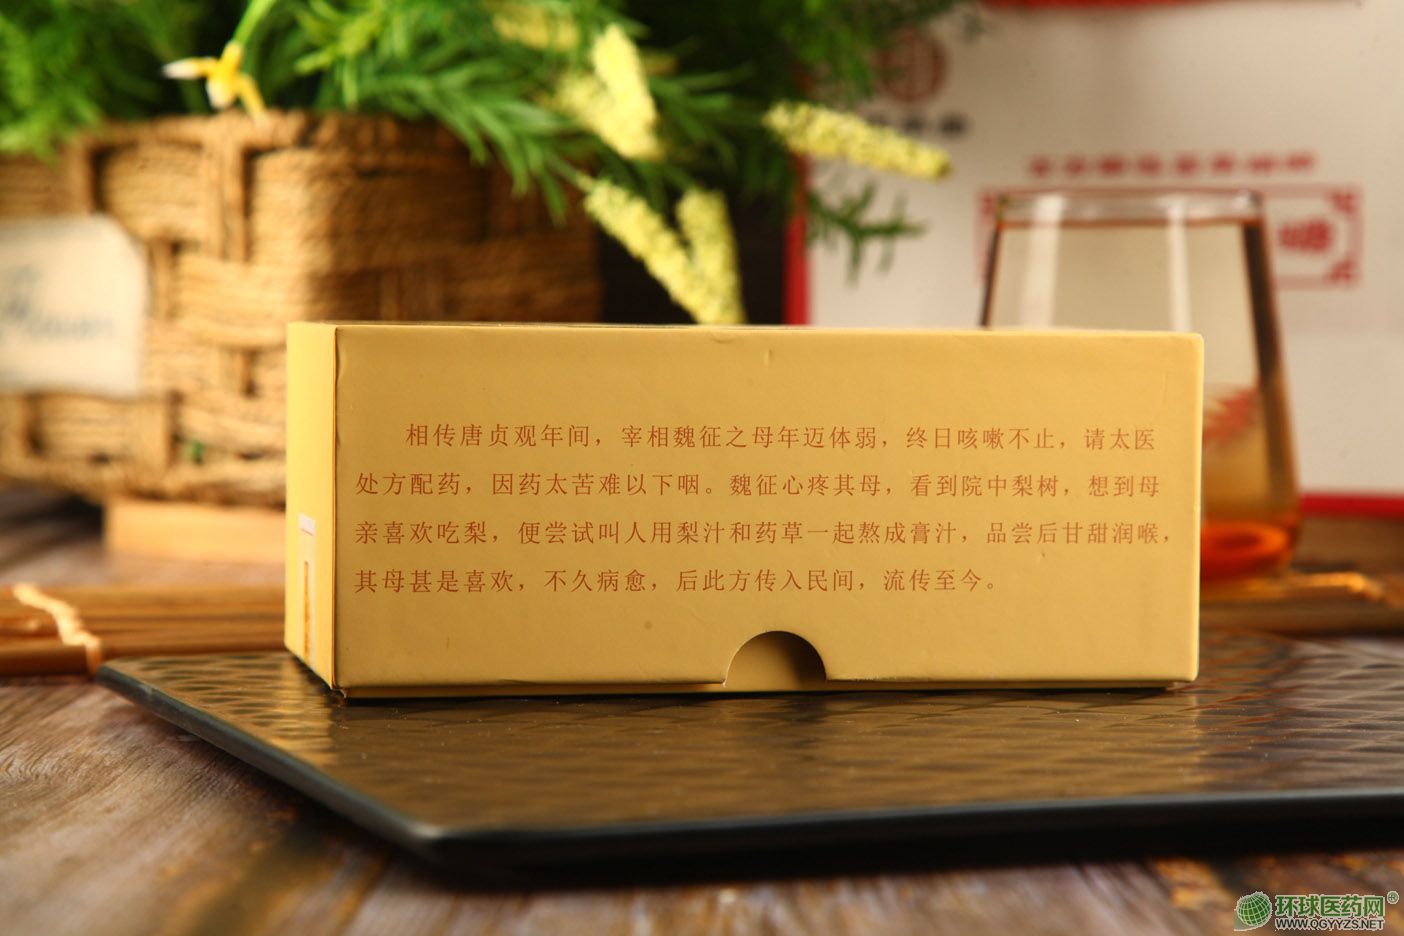 相传唐贞观年间，宰相魏征之母年迈体弱，终日咳嗽不止，请太医
处方配药，因药太苦难以下咽。魏征心疼其母，看到院中梨树，想到母
亲喜欢吃梨，便尝试叫人用梨汁和药草一起熬成膏汁，品尝后甘甜润喉，
其母甚是喜欢，不久病愈，后此方传入民间，流传至今。
糖
环球医药网®
WWW.QGYYZS.NET